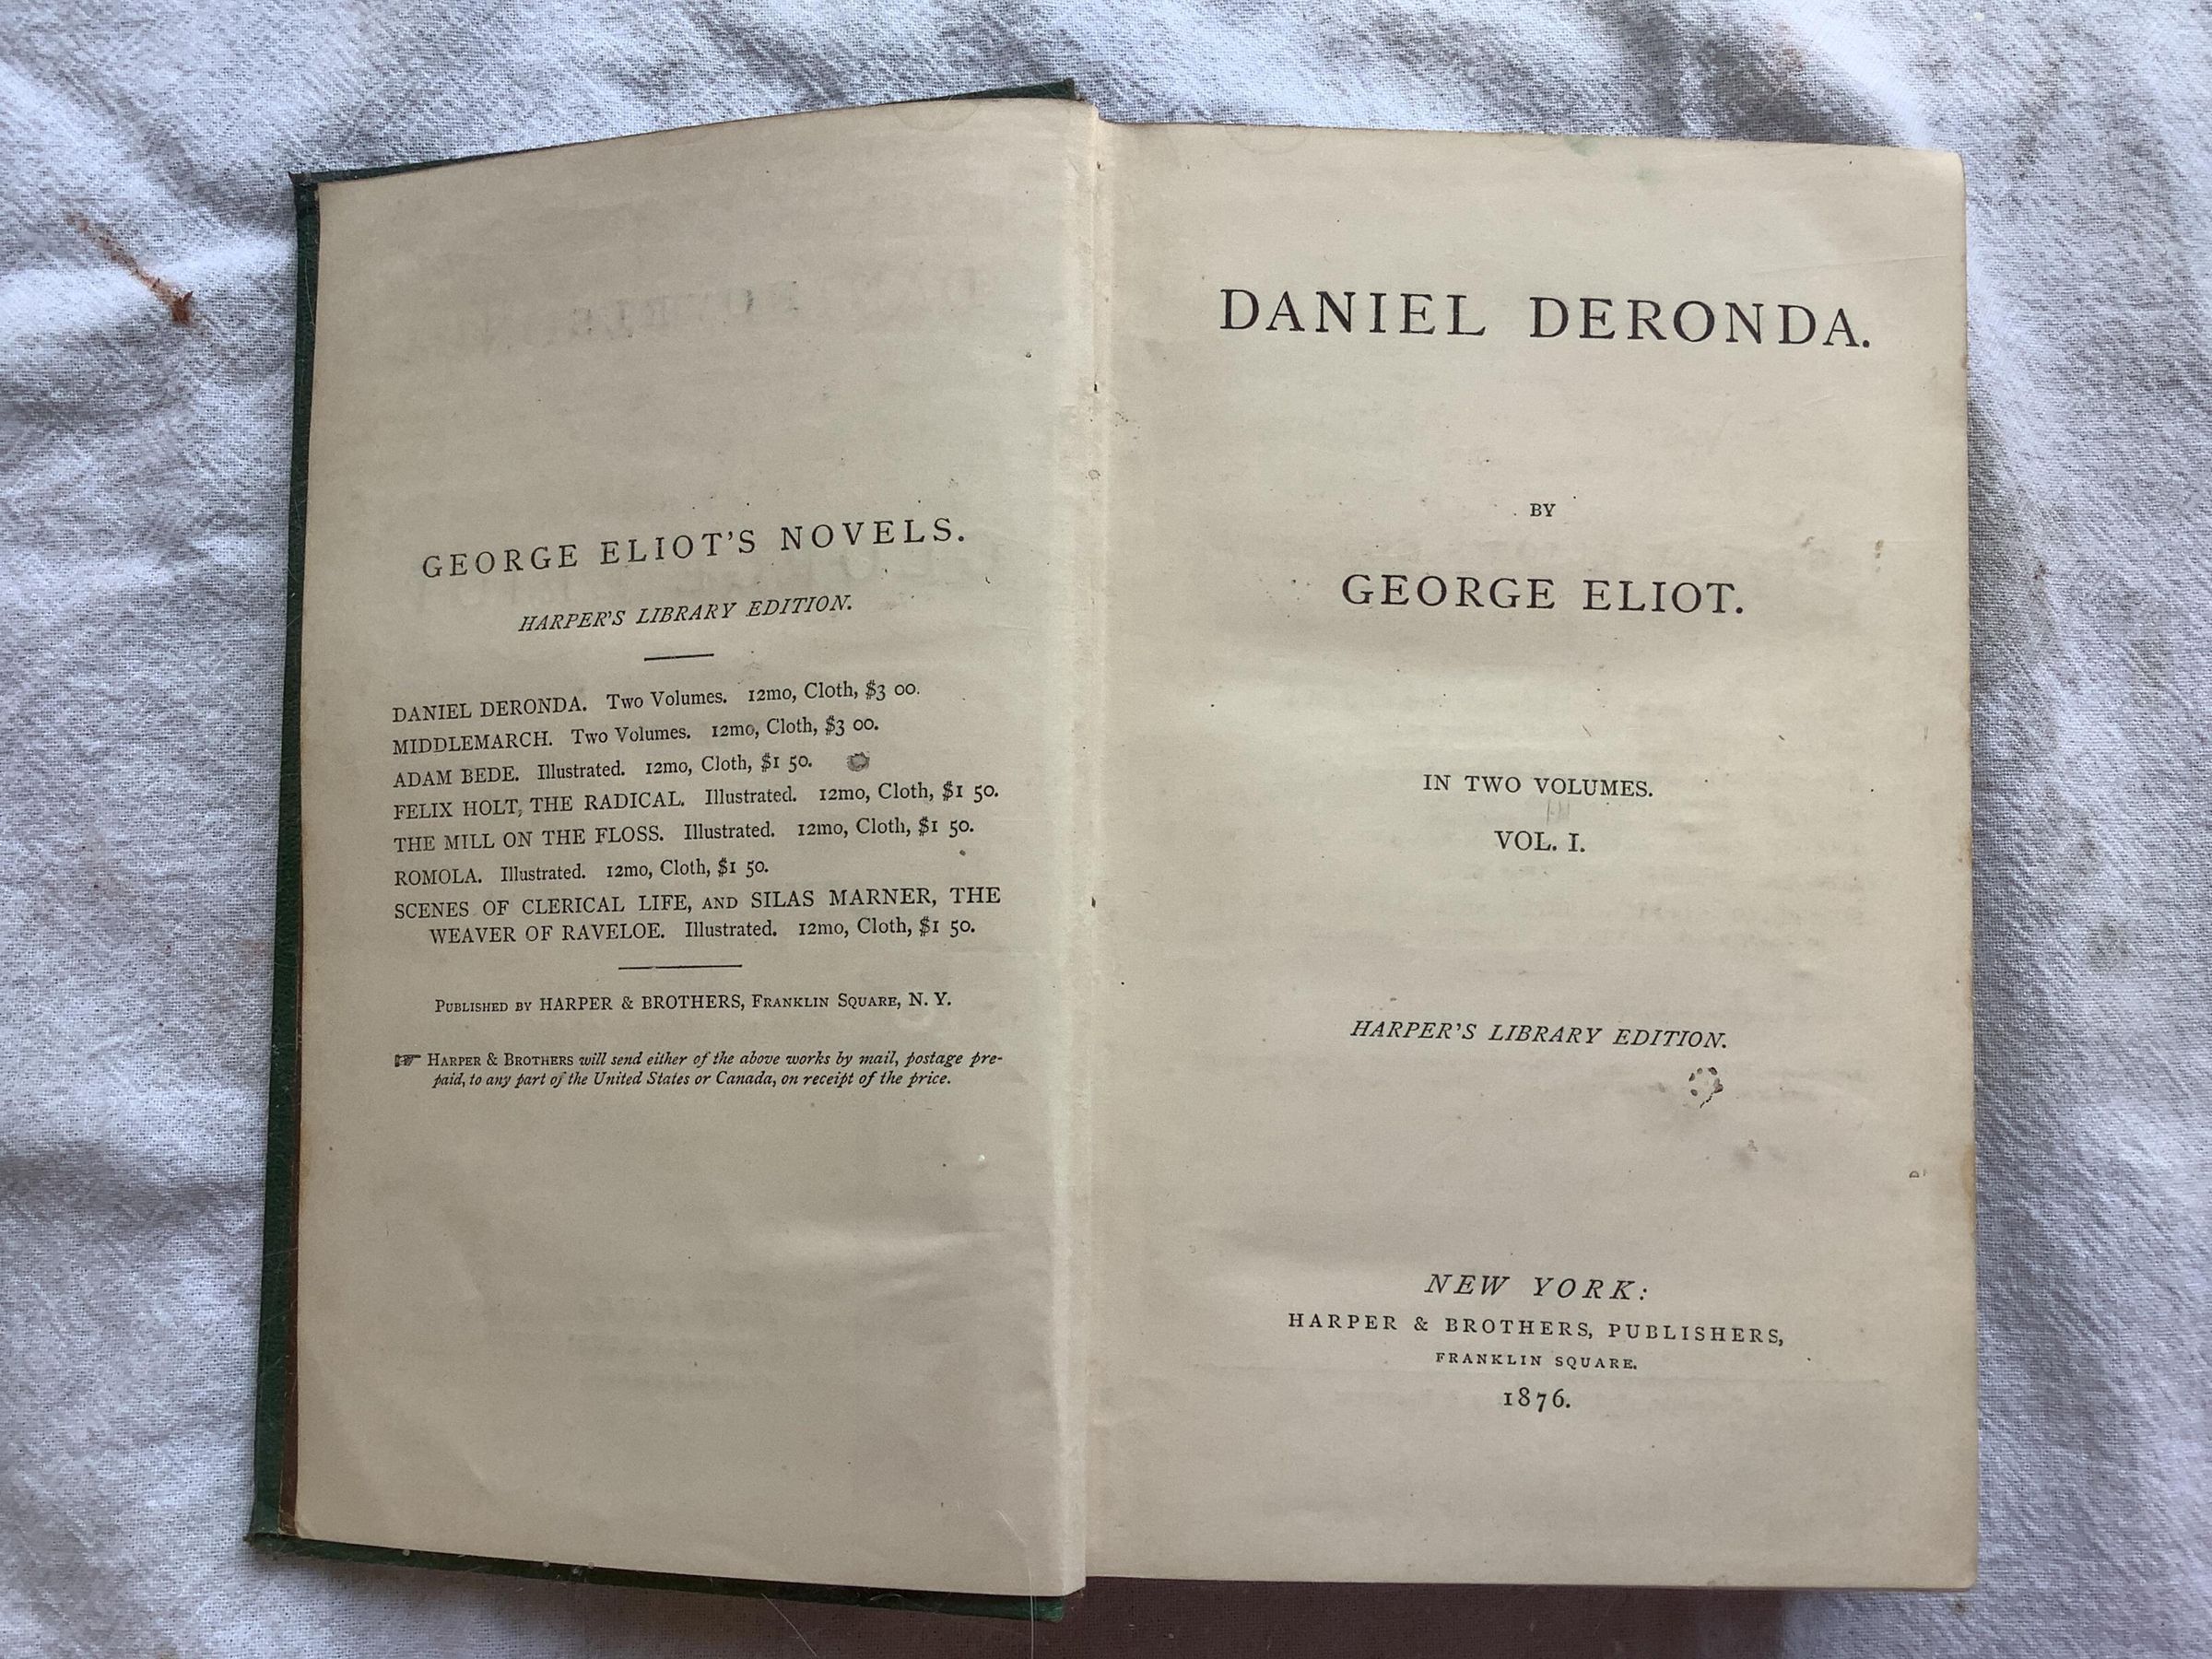 GEORGE ELIOT'S NOVELS.
HARPER'S LIBRARY EDITION.
DANIEL DERONDA. Two Volumes. 12mo, Cloth, $3 00.
MIDDLEMARCH. Two Volumes. 12mo, Cloth, $3 00.
ADAM BEDE. Illustrated. 12mo, Cloth, $1 50.
FELIX HOLT, THE RADICAL. Illustrated. 12mo, Cloth, $1 50.
THE MILL ON THE FLOSS. Illustrated. 12mo, Cloth, $1 50.
ROMOLA. Illustrated. 12mo, Cloth, $1 50.
SCENES OF CLERICAL LIFE, AND SILAS MARNER, THE
WEAVER OF RAVELOE. Illustrated. 12mo, Cloth, $1 50.
PUBLISHED BY HARPER & BROTHERS, FRANKLIN SQUARE, N. Y.
☞ HARPER & BROTHERS will send either of the above works by mail, postage pre-
paid, to any part of the United States or Canada, on receipt of the price.
DANIEL DERONDA.
BY
GEORGE ELIOT.
IN TWO VOLUMES.
VOL. I.
HARPER'S LIBRARY EDITION.
NEW YORK:
HARPER & BROTHERS, PUBLISHERS,
FRANKLIN SQUARE.
1876.